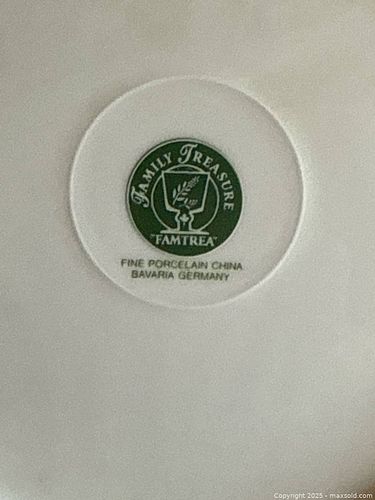 FAMILY TREASURE
"FAMTREA"
FINE PORCELAIN CHINA
BAVARIA GERMANY
Copyright 2025 - maxsold.com